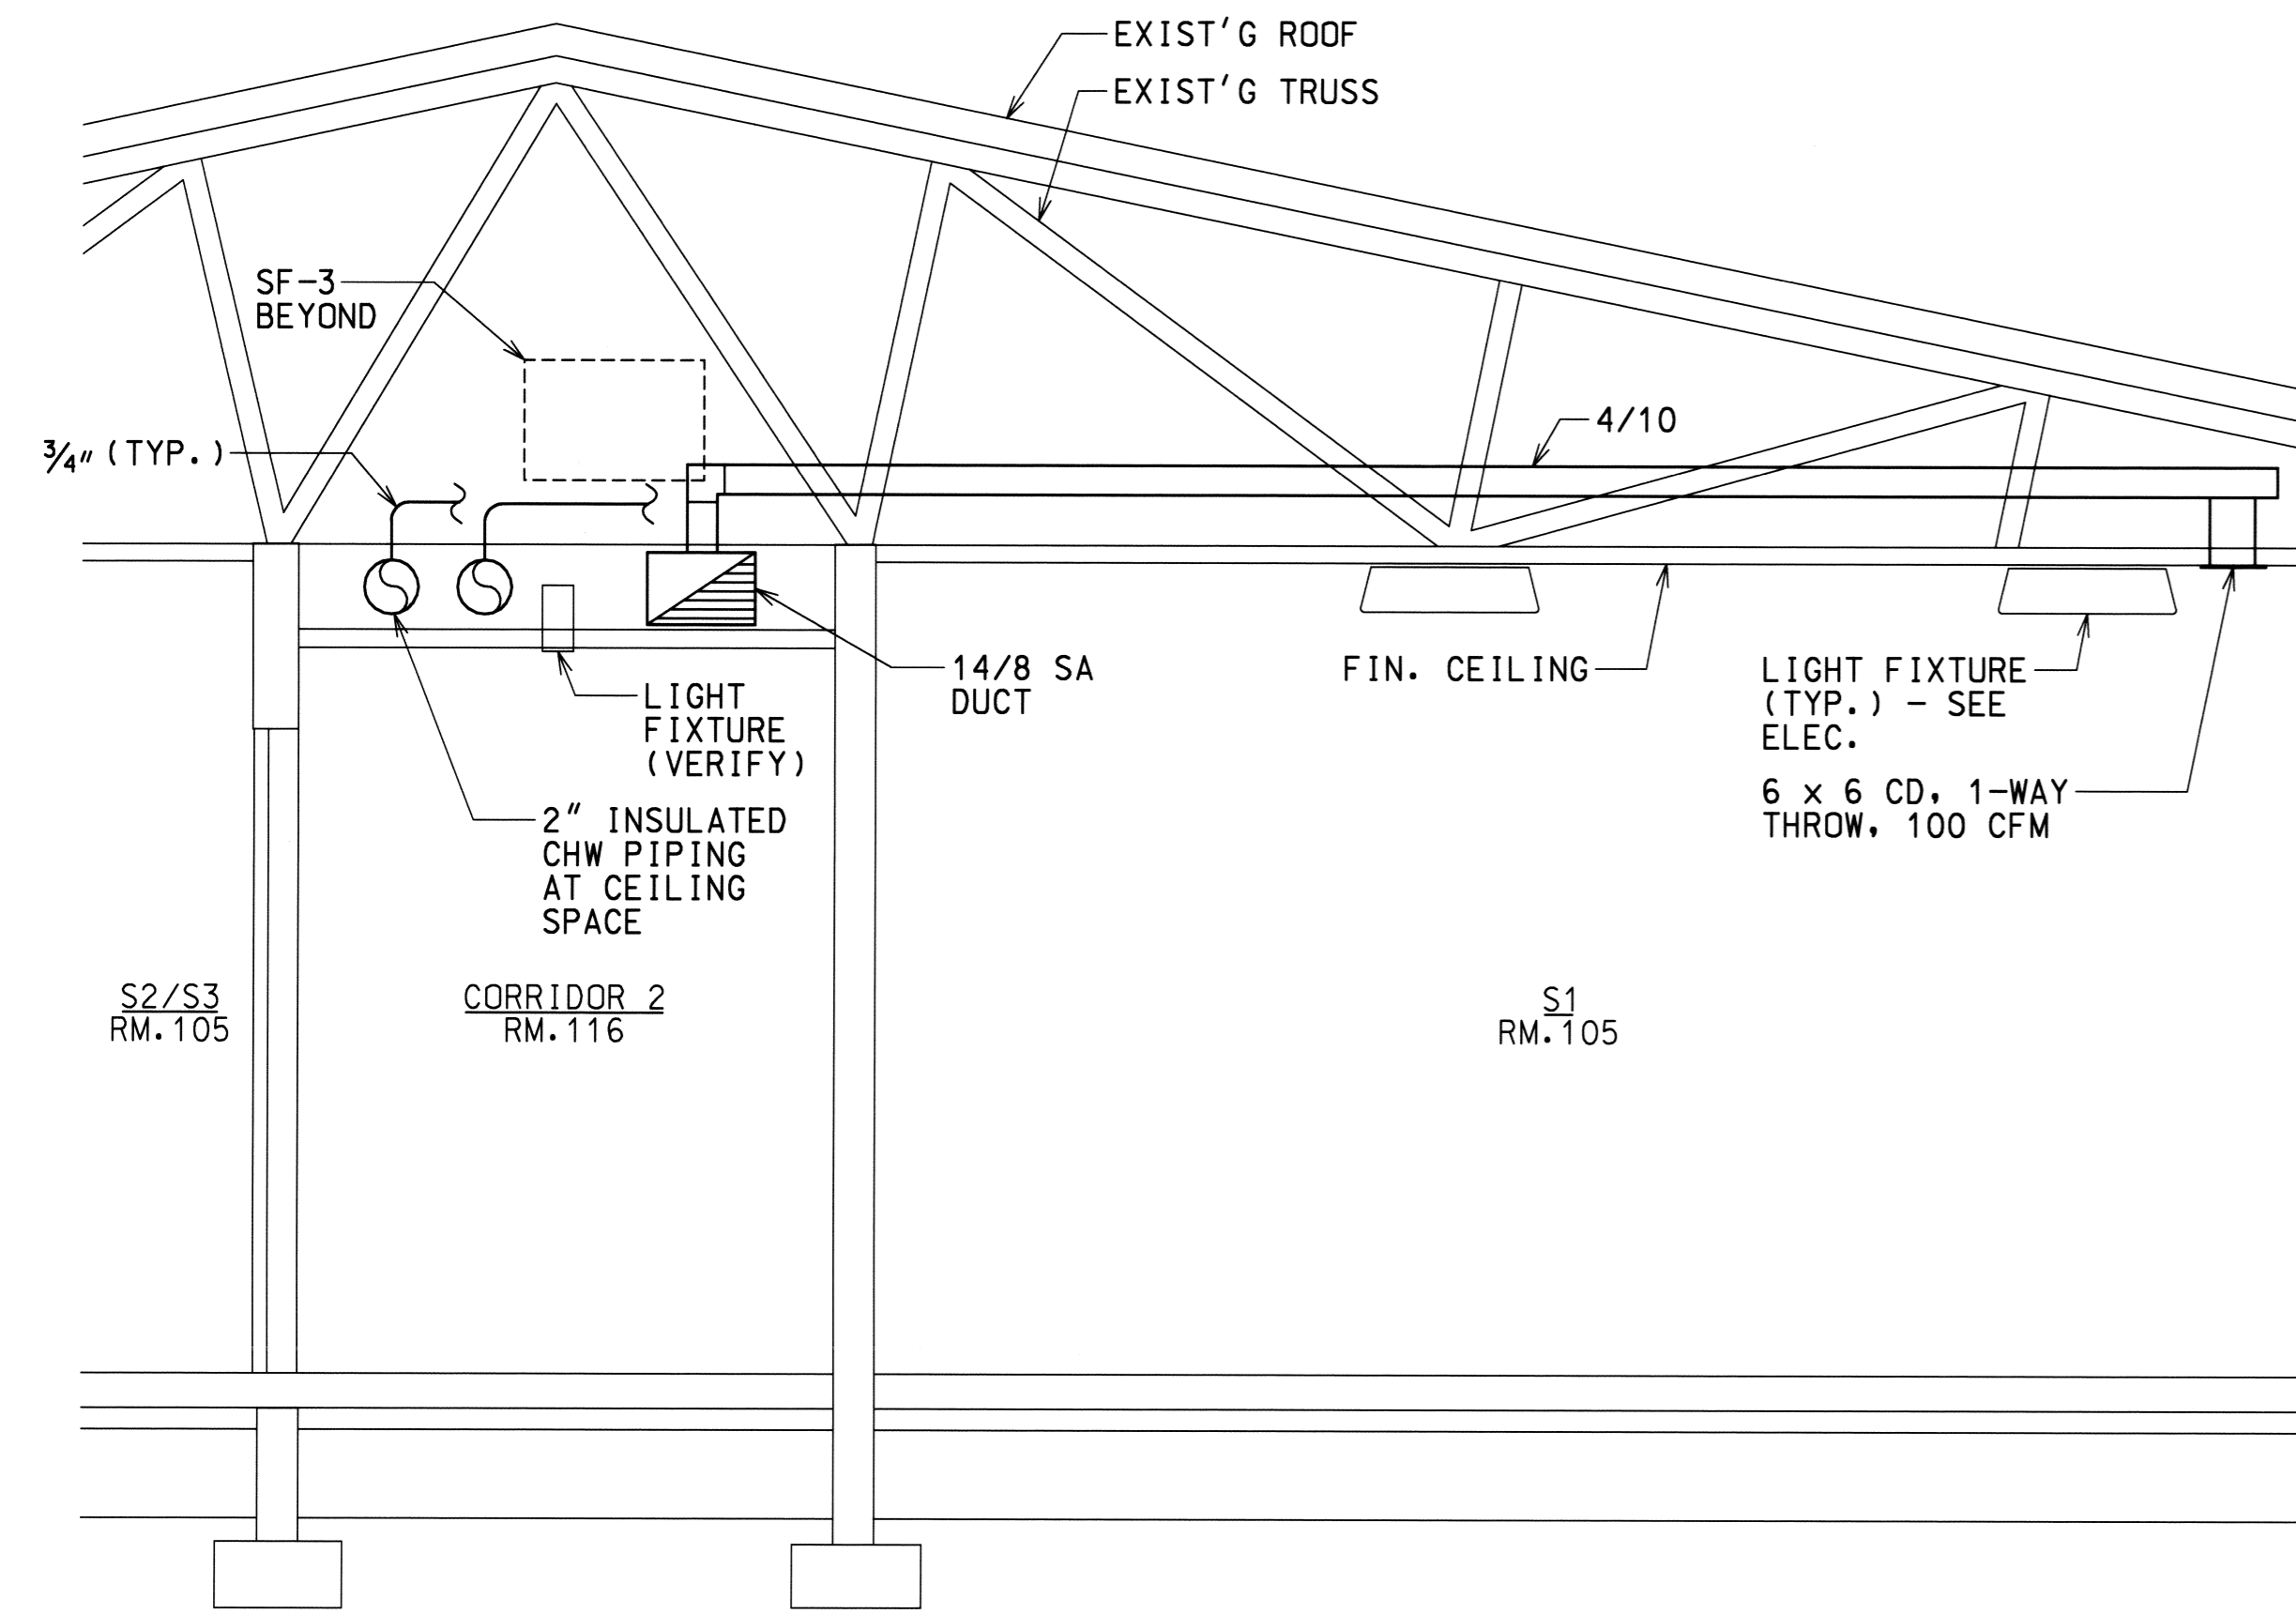 EXIST'G ROOF
EXIST'G TRUSS
SF-3
BEYOND
3/4" (TYP.)
4/10
14/8 SA
DUCT
FIN. CEILING
LIGHT FIXTURE
(TYP.) - SEE
ELEC.
LIGHT
FIXTURE
(VERIFY)
6 x 6 CD, 1-WAY
THROW, 100 CFM
2" INSULATED
CHW PIPING
AT CEILING
SPACE
S2/S3
RM.105
CORRIDOR 2
RM.116
S1
RM.105